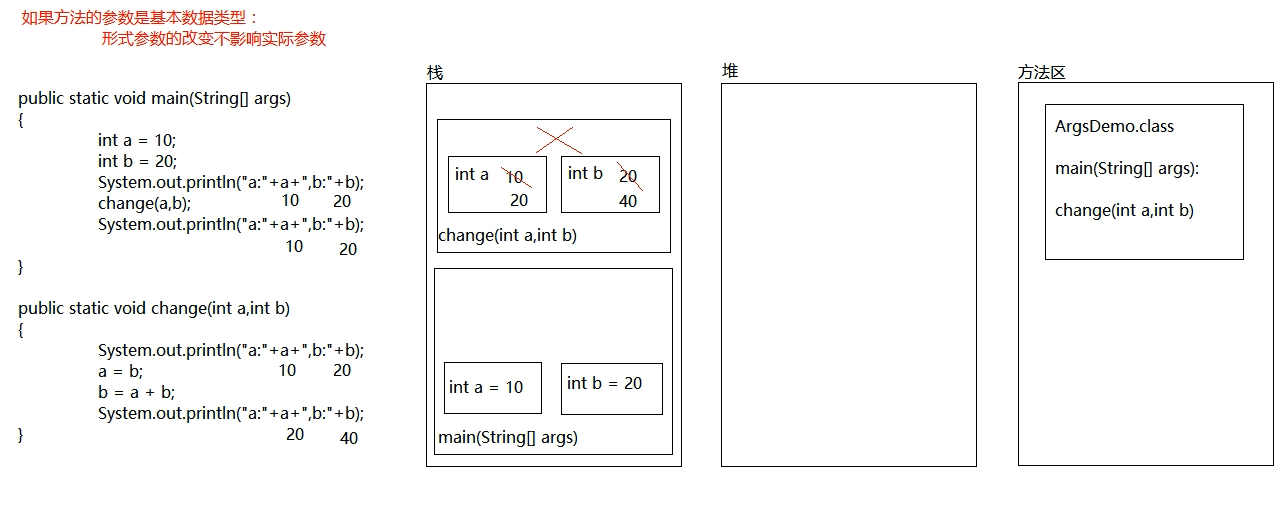 如果方法的参数是基本数据类型：
形式参数的改变不影响实际参数
public static void main(String[] args)
{
int a = 10;
int b = 20;
System.out.println("a:"+a+",b:"+b);
10 20
change(a,b);
System.out.println("a:"+a+",b:"+b);
10 20
}
public static void change(int a,int b)
{
System.out.println("a:"+a+",b:"+b);
10 20
a = b;
b = a + b;
System.out.println("a:"+a+",b:"+b);
20 40
}
栈
int a 10
20
int b 20
40
change(int a,int b)
int a = 10
int b = 20
main(String[] args)
堆
方法区
ArgsDemo.class
main(String[] args):
change(int a,int b)